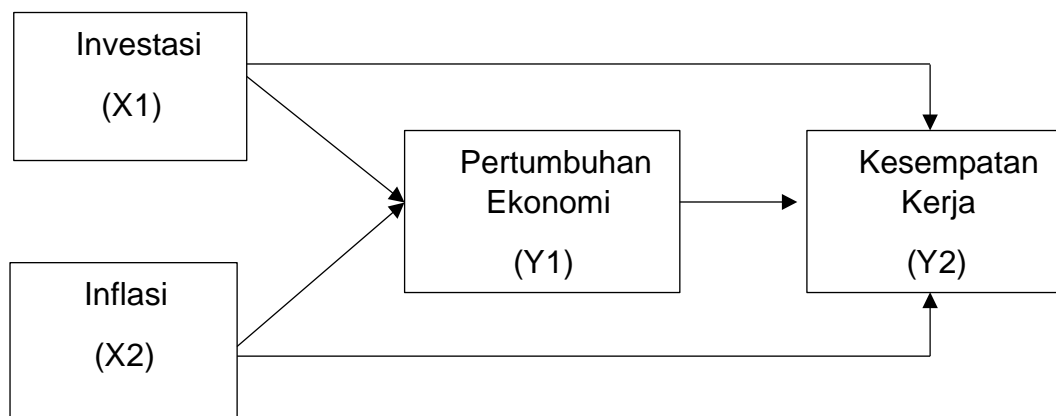 Investasi
(X1)
Pertumbuhan
Ekonomi
(Y1)
Kesempatan
Kerja
(Y2)
Inflasi
(X2)